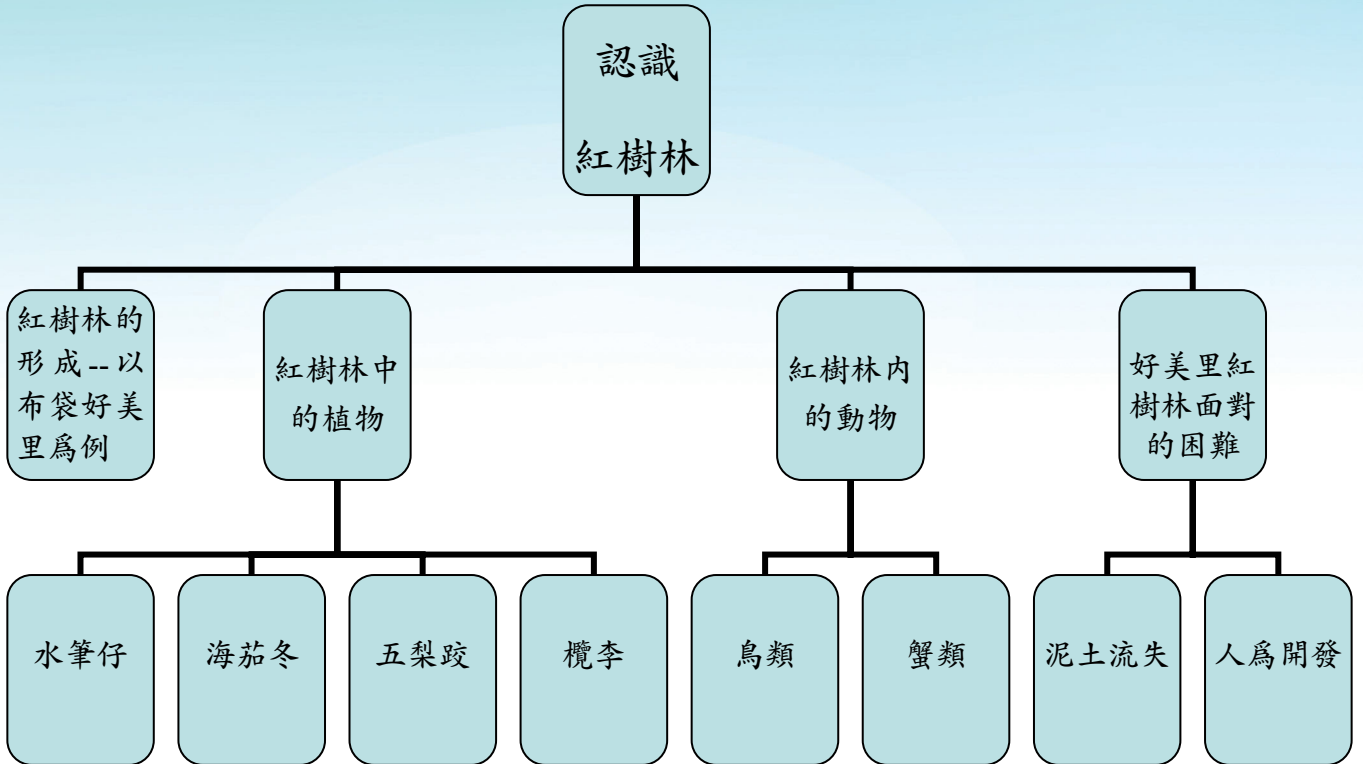 認識
紅樹林
紅樹林的
形成--以
布袋好美
里爲例
紅樹林中
的植物
紅樹林内
的動物
好美里紅
樹林面對
的困難
水筆仔
海茄冬
五梨跤
欖李
鳥類
蟹類
泥土流失
人爲開發